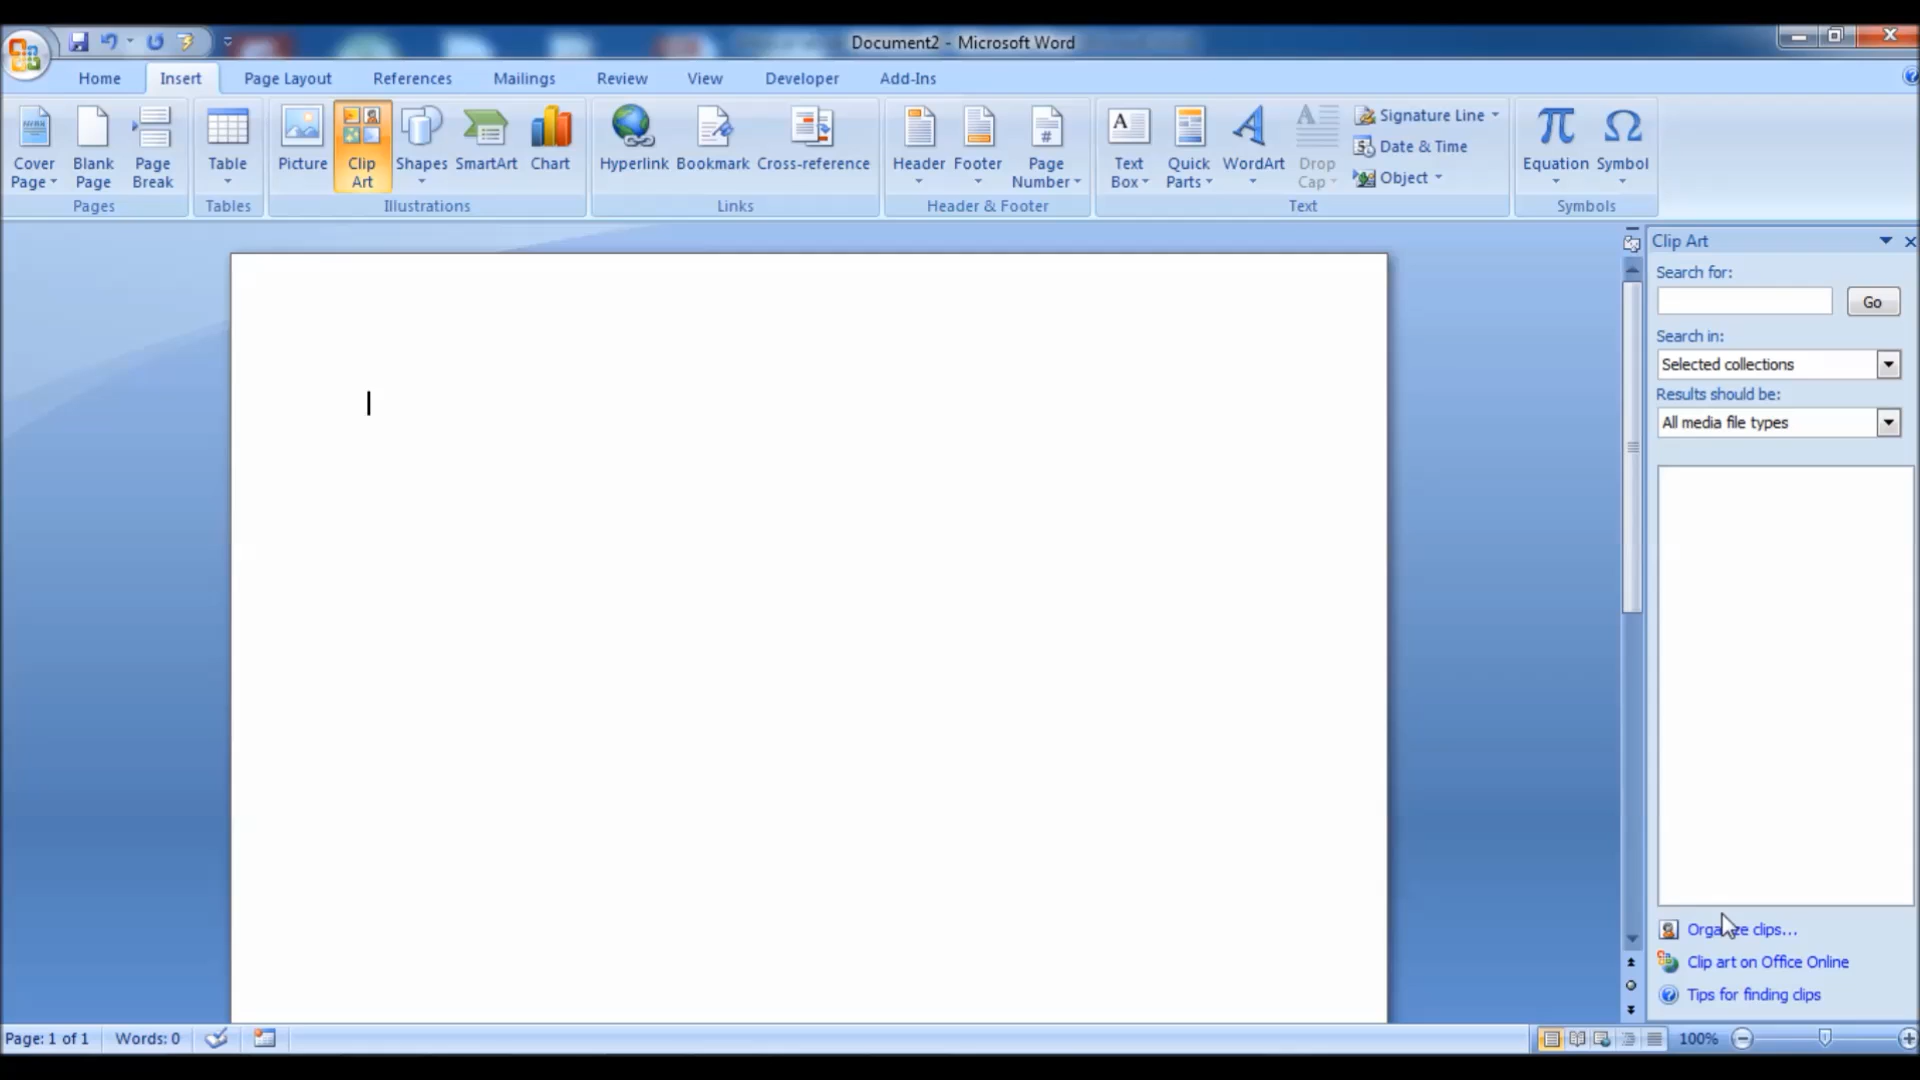 Document2 - Microsoft Word
Home Insert Page Layout References Mailings Review View Developer Add-Ins
Cover Page
Blank Page
Page Break
Pages
Table
Tables
Picture
Clip Art
Shapes
SmartArt
Chart
Illustrations
Hyperlink
Bookmark
Cross-reference
Links
Header
Footer
Page Number
Header & Footer
Text Box
Quick Parts
WordArt
Drop Cap
Signature Line
Date & Time
Object
Text
Equation
Symbol
Symbols
Clip Art
Search for:
Go
Search in:
Selected collections
Results should be:
All media file types
Organize clips...
Clip art on Office Online
Tips for finding clips
Page: 1 of 1 Words: 0 100%